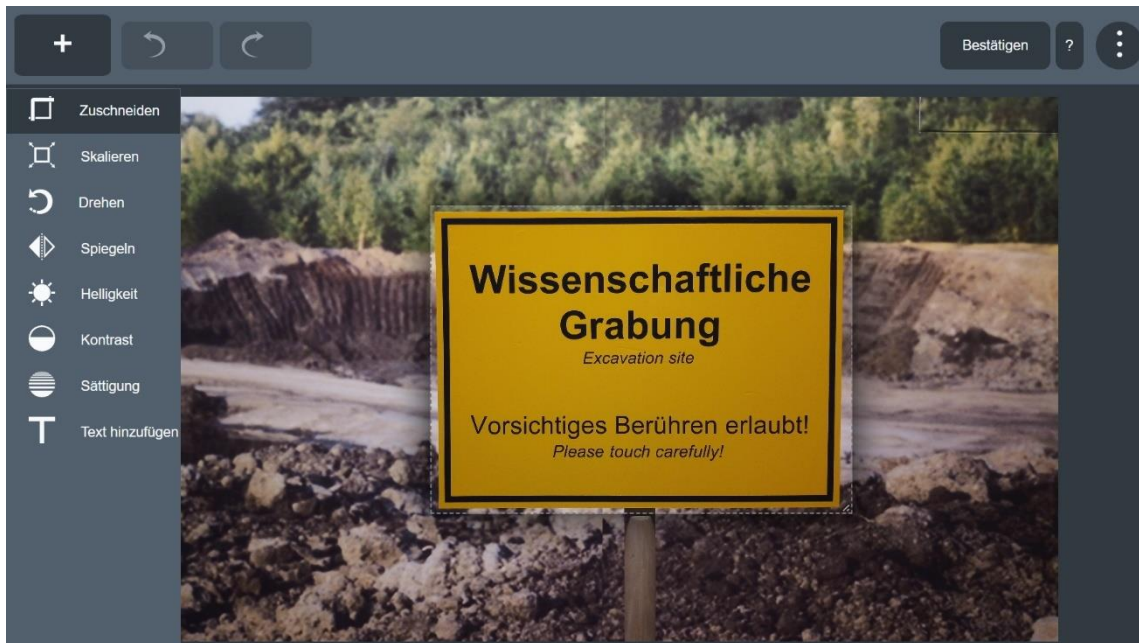 +
Bestätigen
?
Zuschneiden
Skalieren
Drehen
Spiegeln
Helligkeit
Kontrast
Sättigung
Text hinzufügen
Wissenschaftliche
Grabung
Excavation site
Vorsichtiges Berühren erlaubt!
Please touch carefully!